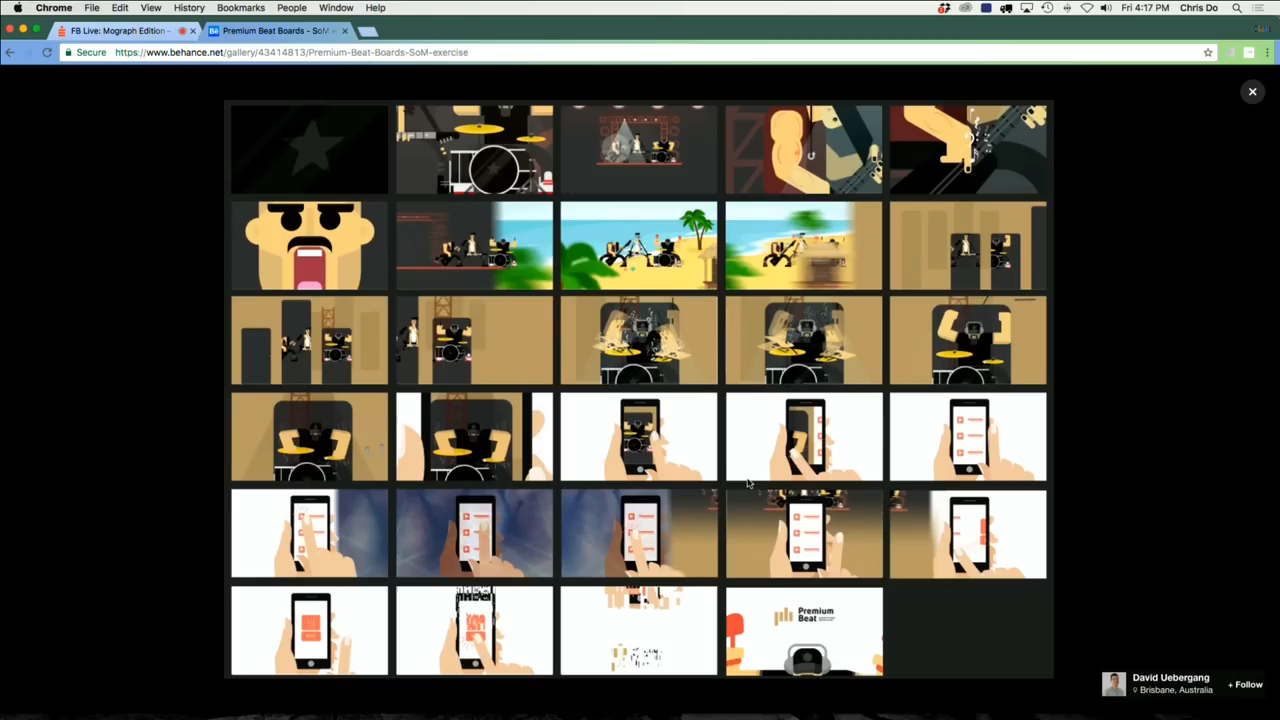 Chrome File Edit View History Bookmarks People Window Help Fri 4:17 PM Chris Do
FB Live: Mograph Edition - Premium Beat Boards - SoM e
Secure https://www.behance.net/gallery/43414813/Premium-Beat-Boards-SoM-exercise
Premium
Beat
David Uebergang
Brisbane, Australia
+ Follow